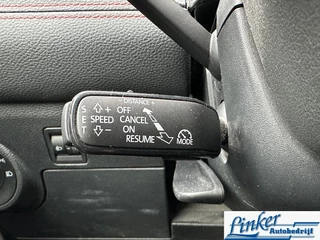 - DISTANCE +
S + OFF
E SPEED CANCEL
T - ON
RESUME MODE
Linker
Autobedrijf